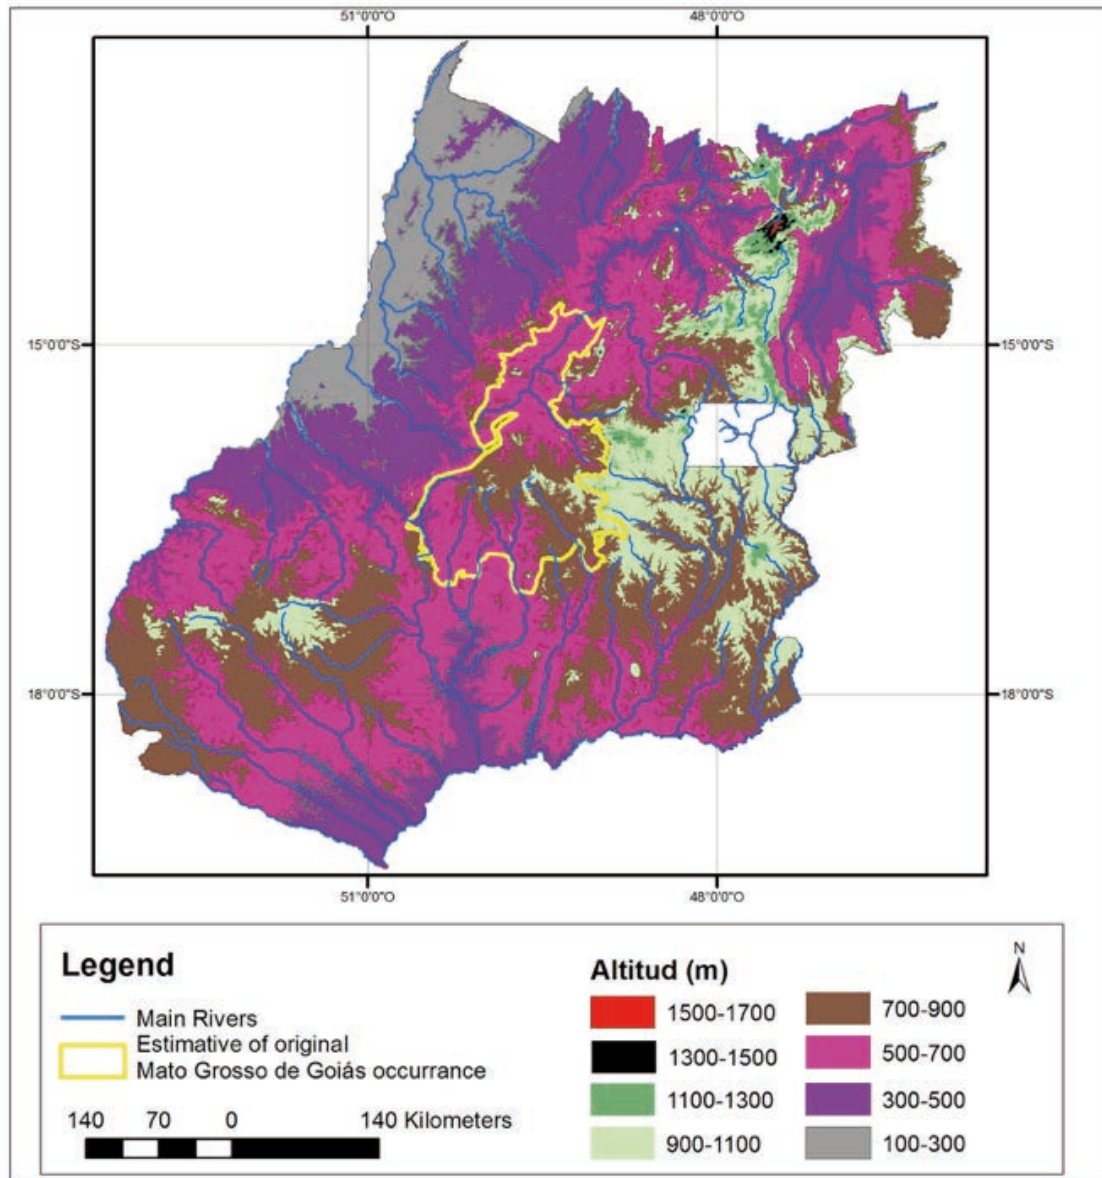 51°0'0"O 48°0'0"O
15°0'0"S 15°0'0"S
18°0'0"S 18°0'0"S
51°0'0"O 48°0'0"O
Legend
Main Rivers
Estimative of original
Mato Grosso de Goiás occurrance
140 70 0 140 Kilometers
Altitud (m)
1500-1700
1300-1500
1100-1300
900-1100
700-900
500-700
300-500
100-300
N